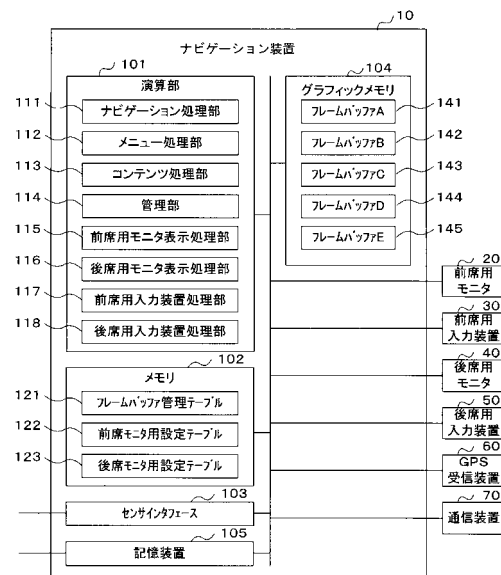 10
ナビゲーション装置
101
演算部
111
ナビゲーション処理部
112
メニュー処理部
113
コンテンツ処理部
114
管理部
115
前席用モニタ表示処理部
116
後席用モニタ表示処理部
117
前席用入力装置処理部
118
後席用入力装置処理部
102
メモリ
121
フレームバッファ管理テーブル
122
前席モニタ用設定テーブル
123
後席モニタ用設定テーブル
103
センサインタフェース
105
記憶装置
104
グラフィックメモリ
フレームバッファA
141
フレームバッファB
142
フレームバッファC
143
フレームバッファD
144
フレームバッファE
145
20
前席用
モニタ
30
前席用
入力装置
40
後席用
モニタ
50
後席用
入力装置
60
GPS
受信装置
70
通信装置